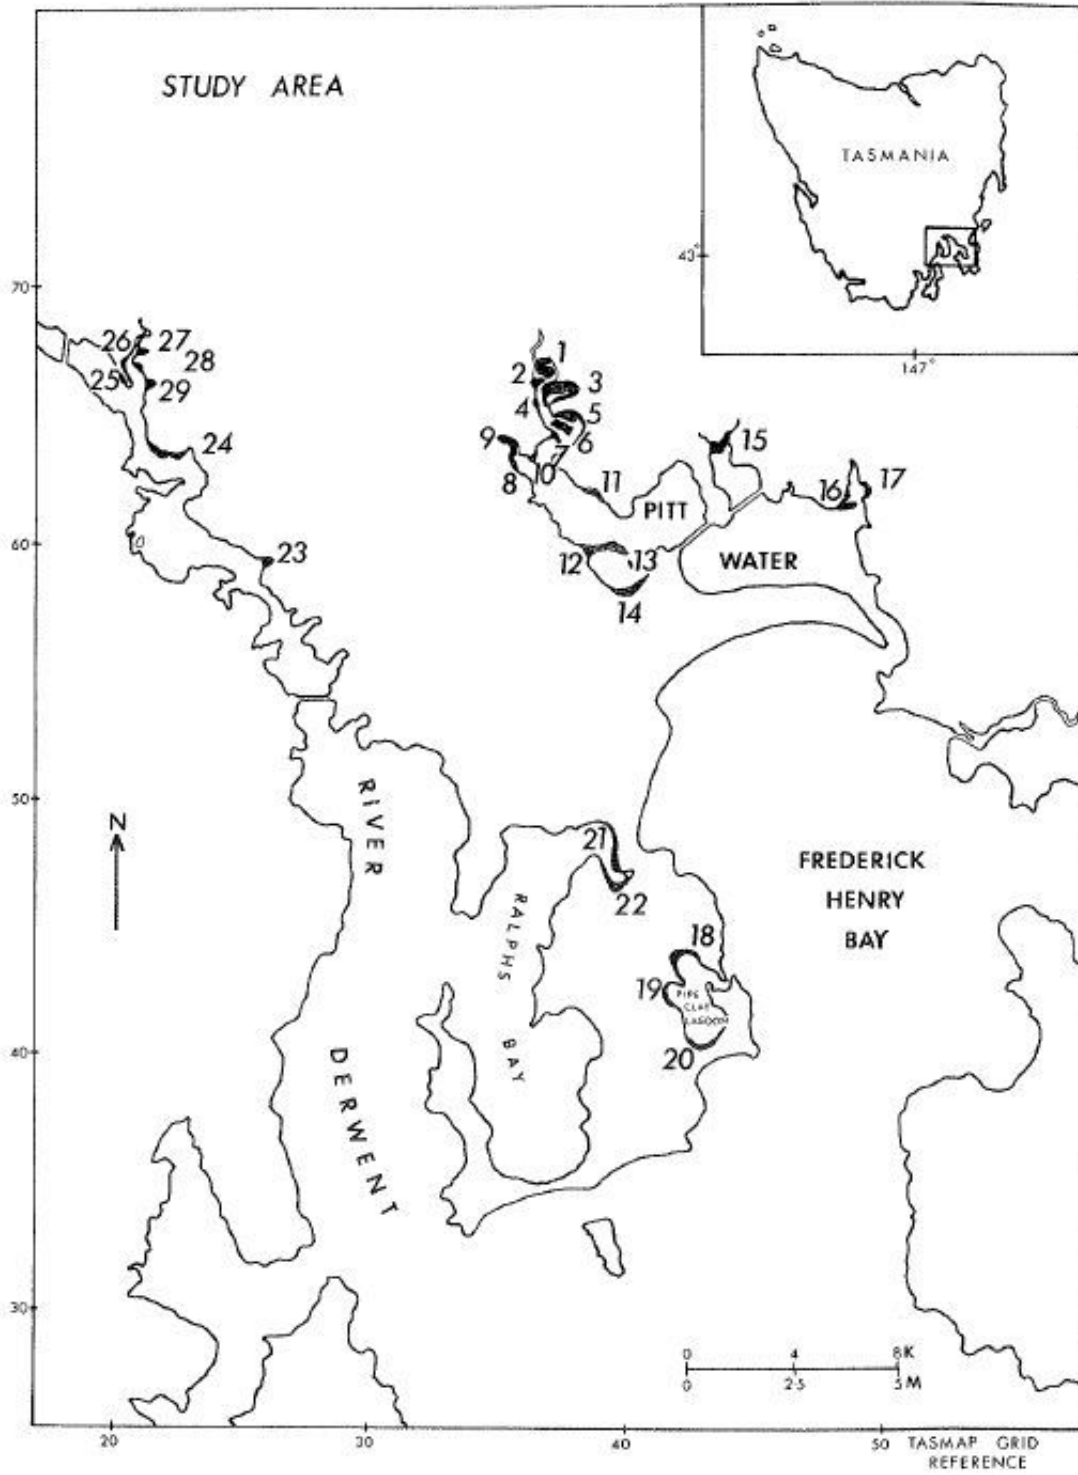 STUDY AREA
TASMANIA
43°
147°
70
60
50
40
30
20
30
40
50
TASMAP GRID
REFERENCE
26
27
28
25
29
24
23
1
2
3
4
5
6
7
9
8
10
11
15
16
17
PITT
WATER
12
13
14
N
RIVER
DERWENT
RALPHS
BAY
21
22
FREDERICK
HENRY
BAY
18
19
PIPE
CLAY
LAGOON
20
0 4 8K
0 2·5 5M